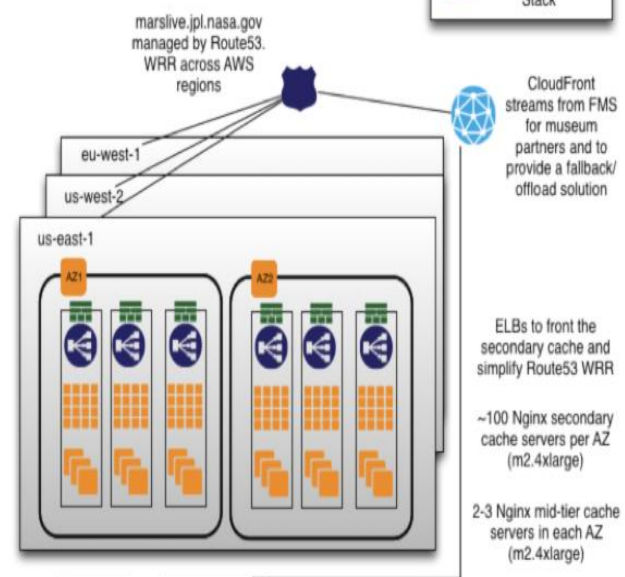 Stack
marslive.jpl.nasa.gov
managed by Route53.
WRR across AWS
regions
CloudFront
streams from FMS
for museum
partners and to
provide a fallback/
offload solution
eu-west-1
us-west-2
us-east-1
AZ1
AZ2
ELBs to front the
secondary cache and
simplify Route53 WRR
~100 Nginx secondary
cache servers per AZ
(m2.4xlarge)
2-3 Nginx mid-tier cache
servers in each AZ
(m2.4xlarge)